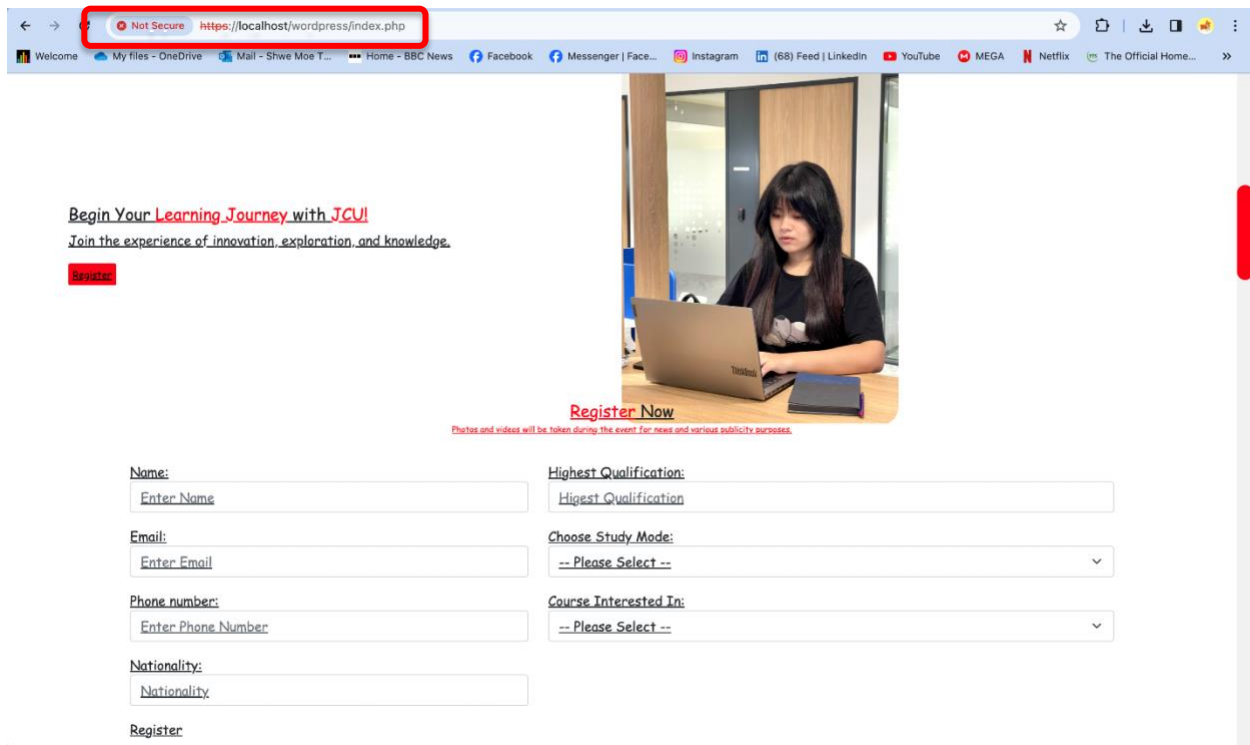 Not Secure https://localhost/wordpress/index.php
Welcome My files - OneDrive Mail - Shwe Moe T... Home - BBC News Facebook Messenger | Face... Instagram (68) Feed | LinkedIn YouTube MEGA Netflix The Official Home... »
Begin Your Learning Journey with JCU!
Join the experience of innovation, exploration, and knowledge.
Register
ThinkBook
Register Now
Photos and videos will be taken during the event for news and various publicity purposes.
Name:
Enter Name
Email:
Enter Email
Phone number:
Enter Phone Number
Nationality:
Nationality
Register
Highest Qualification:
Higest Qualification
Choose Study Mode:
-- Please Select --
Course Interested In:
-- Please Select --